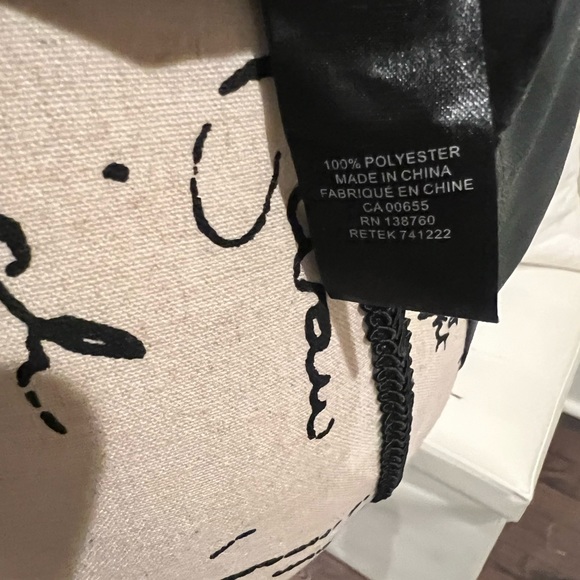 100% POLYESTER
MADE IN CHINA
FABRIQUÉ EN CHINE
CA 00655
RN 138760
RETEK 741222